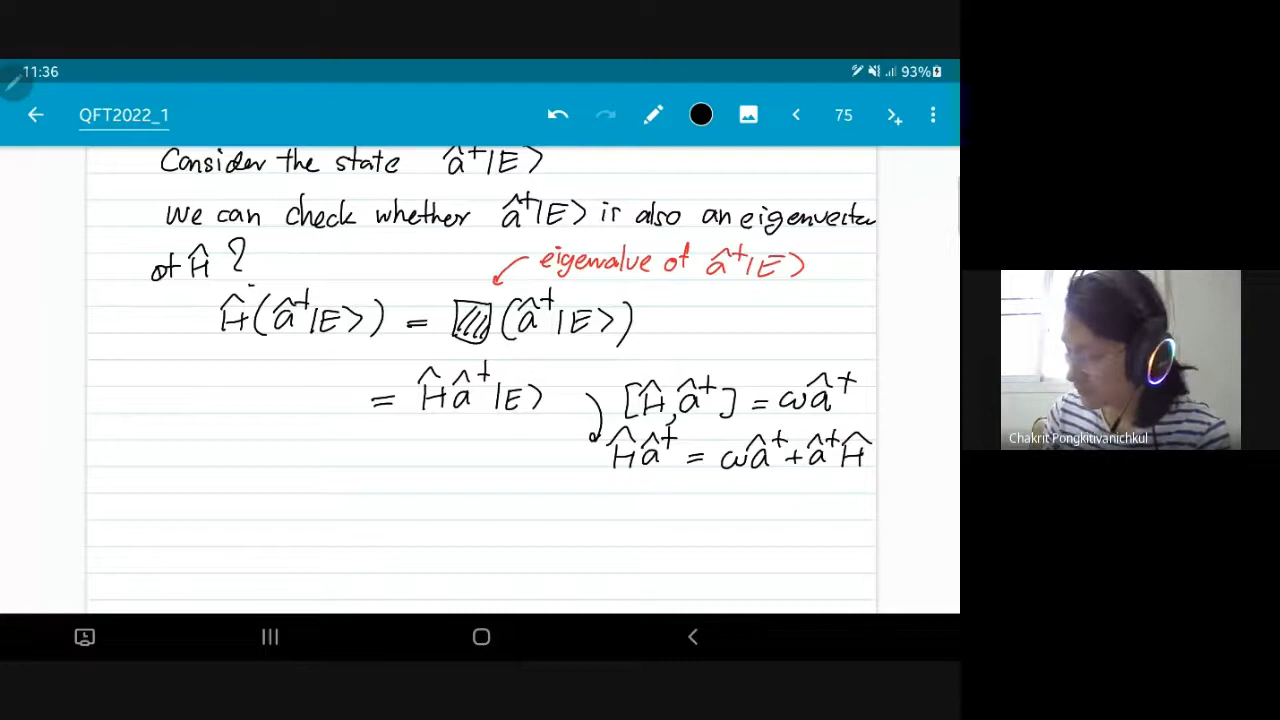 11:36
93%
QFT2022_1
75
Consider the state â⁺|E⟩
We can check whether â⁺|E⟩ is also an eigenvector
of Ĥ ?
eigenvalue of â⁺|E⟩
Ĥ(â⁺|E⟩) = (â⁺|E⟩)
= Ĥâ⁺|E⟩
[Ĥ,â⁺] = ωâ⁺
Ĥâ⁺ = ωâ⁺+â⁺Ĥ
Chakrit Pongkitivanichkul